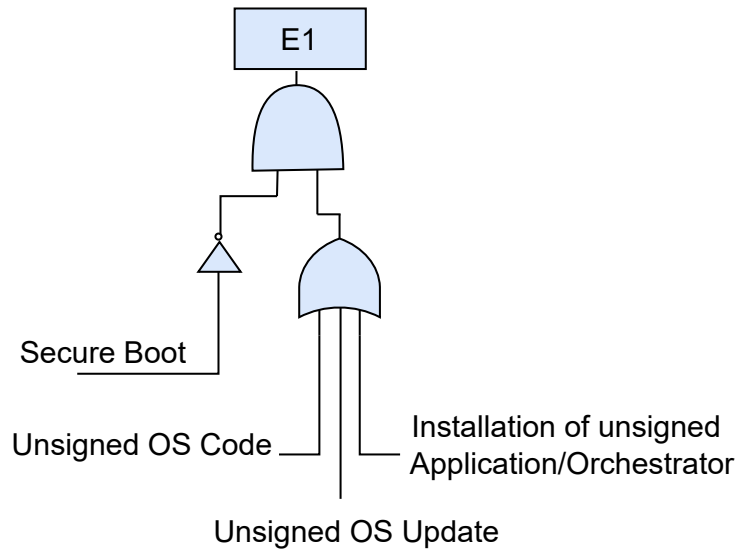 E1
Secure Boot
Unsigned OS Code
Installation of unsigned
Application/Orchestrator
Unsigned OS Update